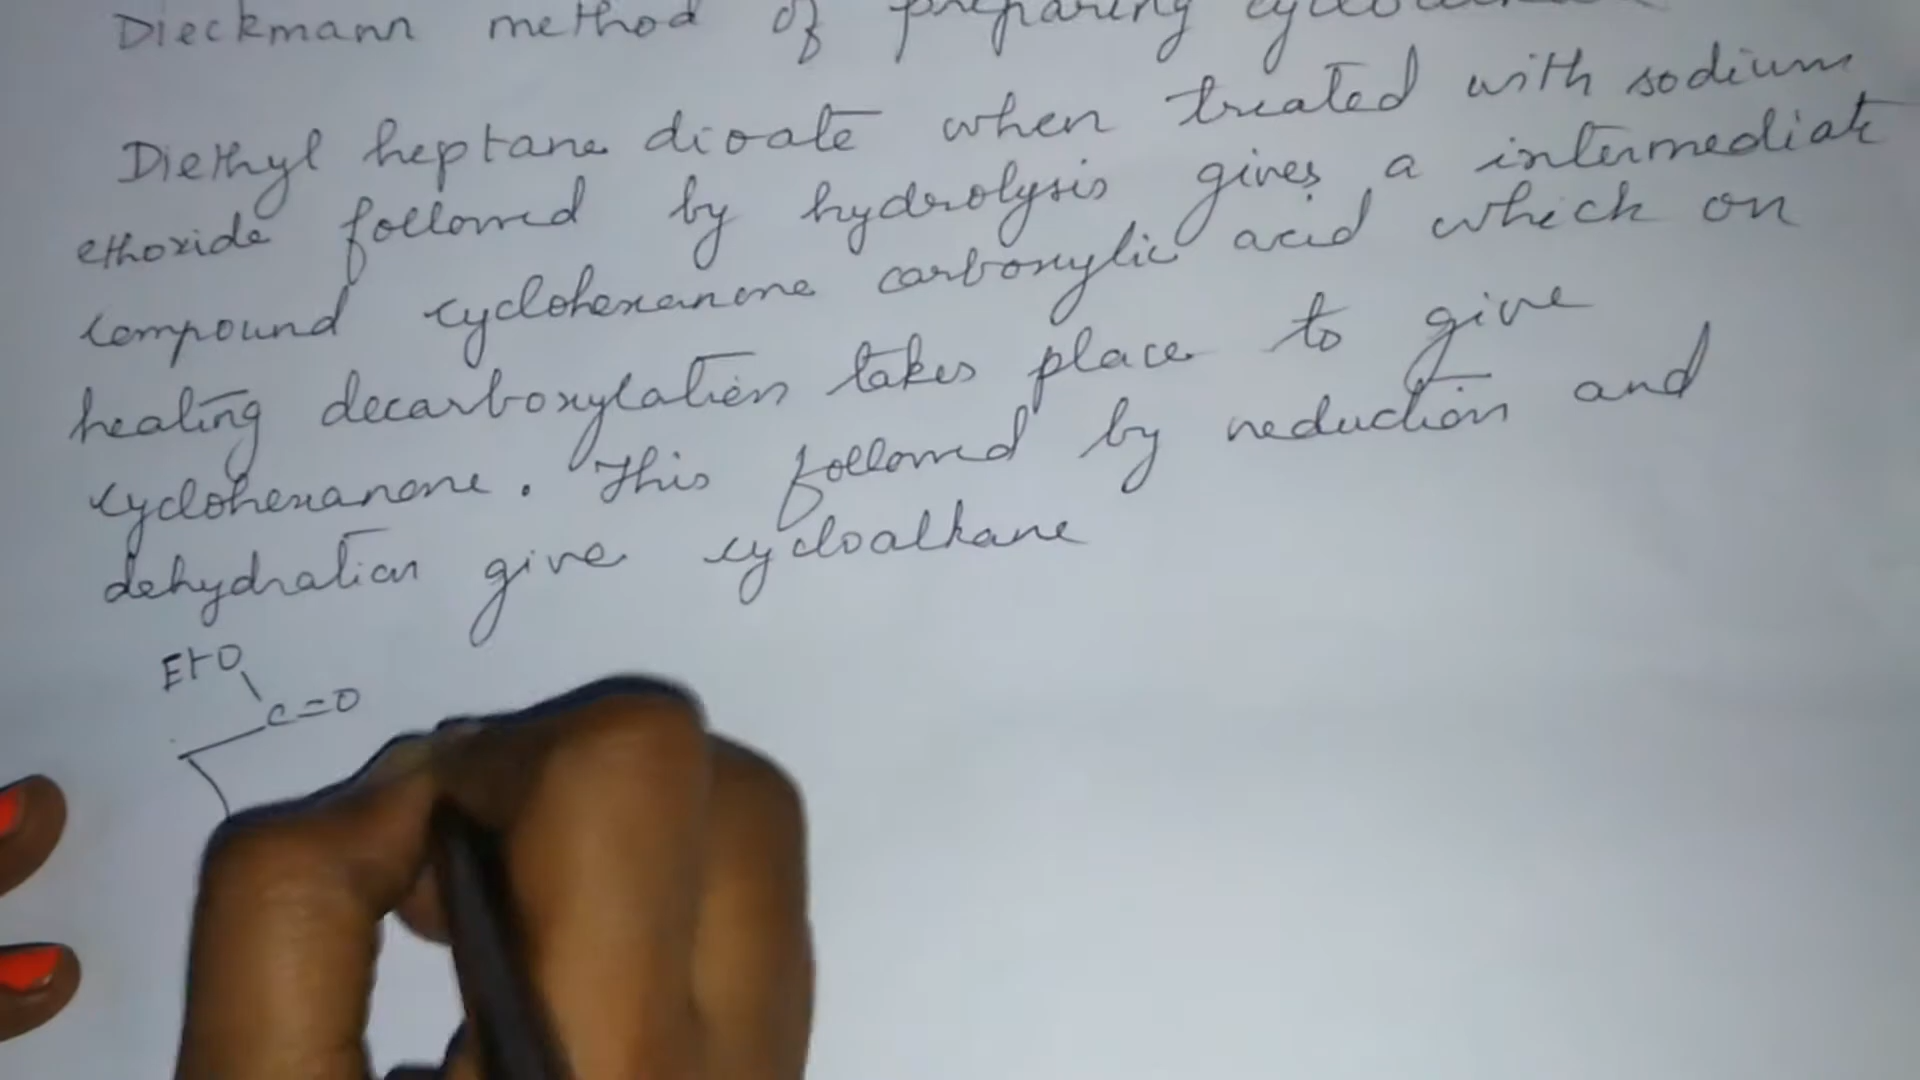 Dieckmann method of preparing
Diethyl heptane dioate when treated with sodium
ethoxide followed by hydrolysis gives a intermediate
compound cyclohexanone carboxylic acid which on
heating decarboxylation takes place to give
cyclohexanone. This followed by reduction and
dehydration give cycloalkane
EtO
C=O